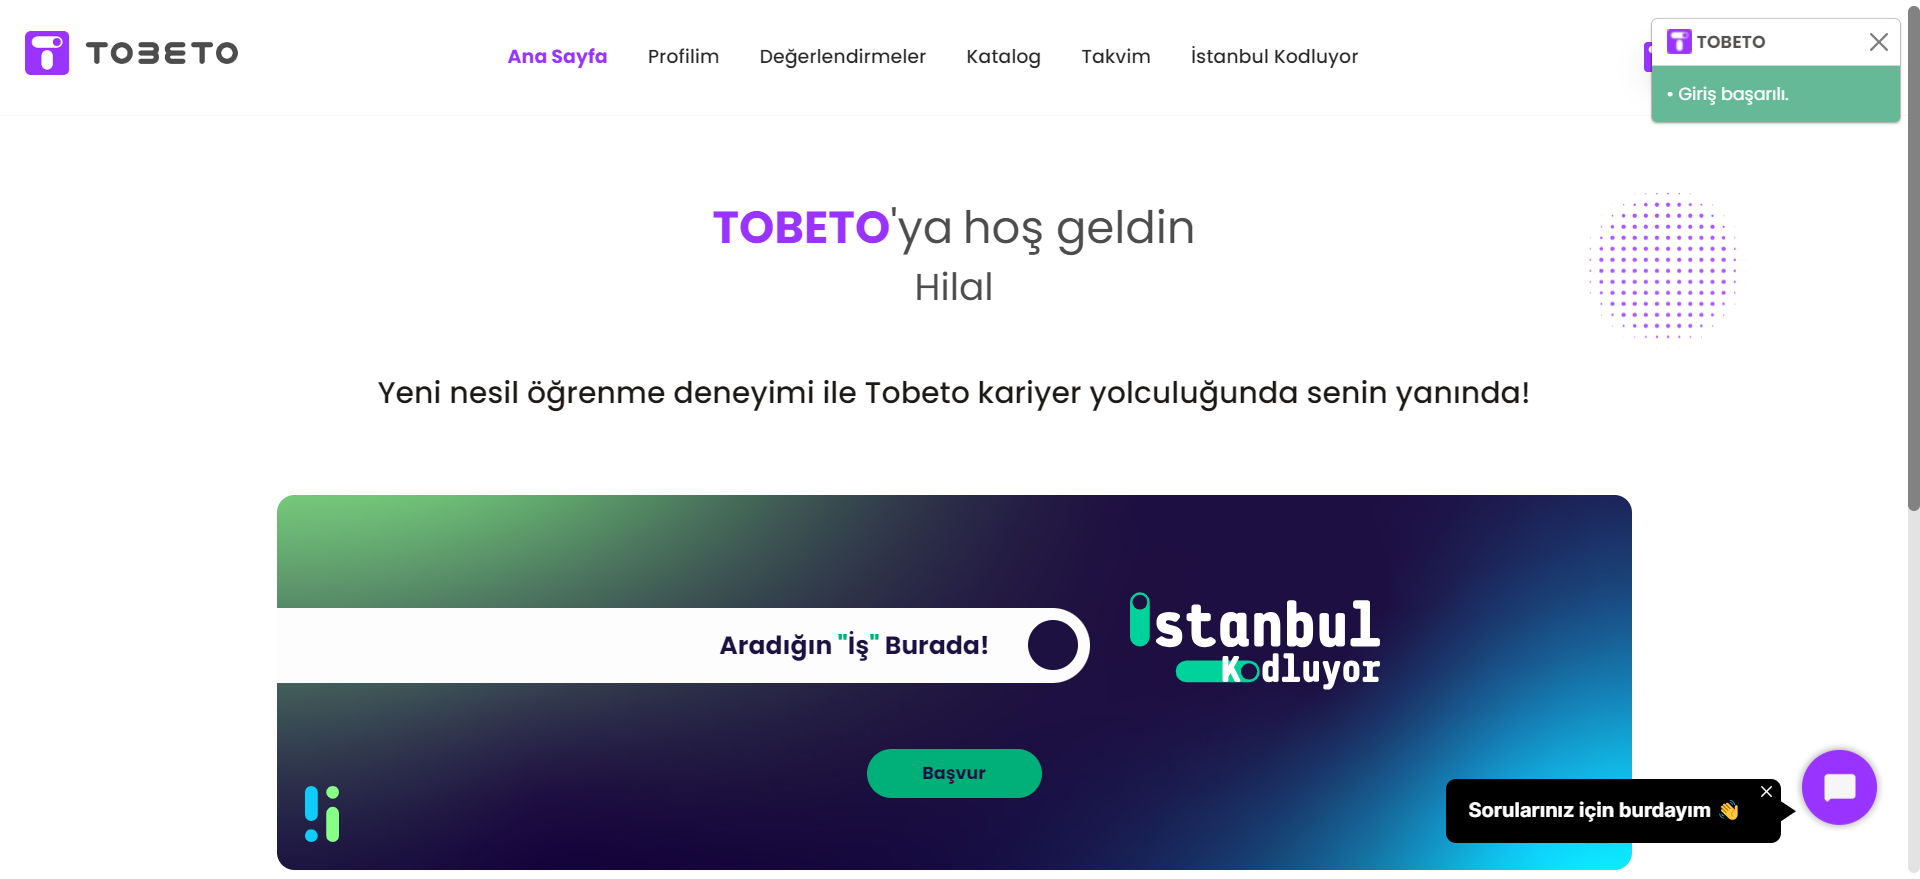 TOBETO
Ana Sayfa Profilim Değerlendirmeler Katalog Takvim İstanbul Kodluyor
TOBETO
• Giriş başarılı.
TOBETO'ya hoş geldin
Hilal
Yeni nesil öğrenme deneyimi ile Tobeto kariyer yolculuğunda senin yanında!
Aradığın "İş" Burada!
istanbul
Kodluyor
Başvur
Sorularınız için burdayım 👋